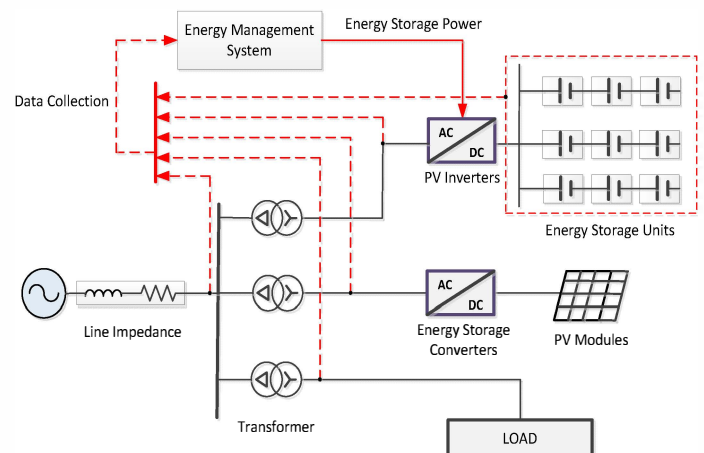 Energy Management
System
Energy Storage Power
Data Collection
AC
DC
PV Inverters
Energy Storage Units
Line Impedance
AC
DC
Energy Storage
Converters
PV Modules
Transformer
LOAD